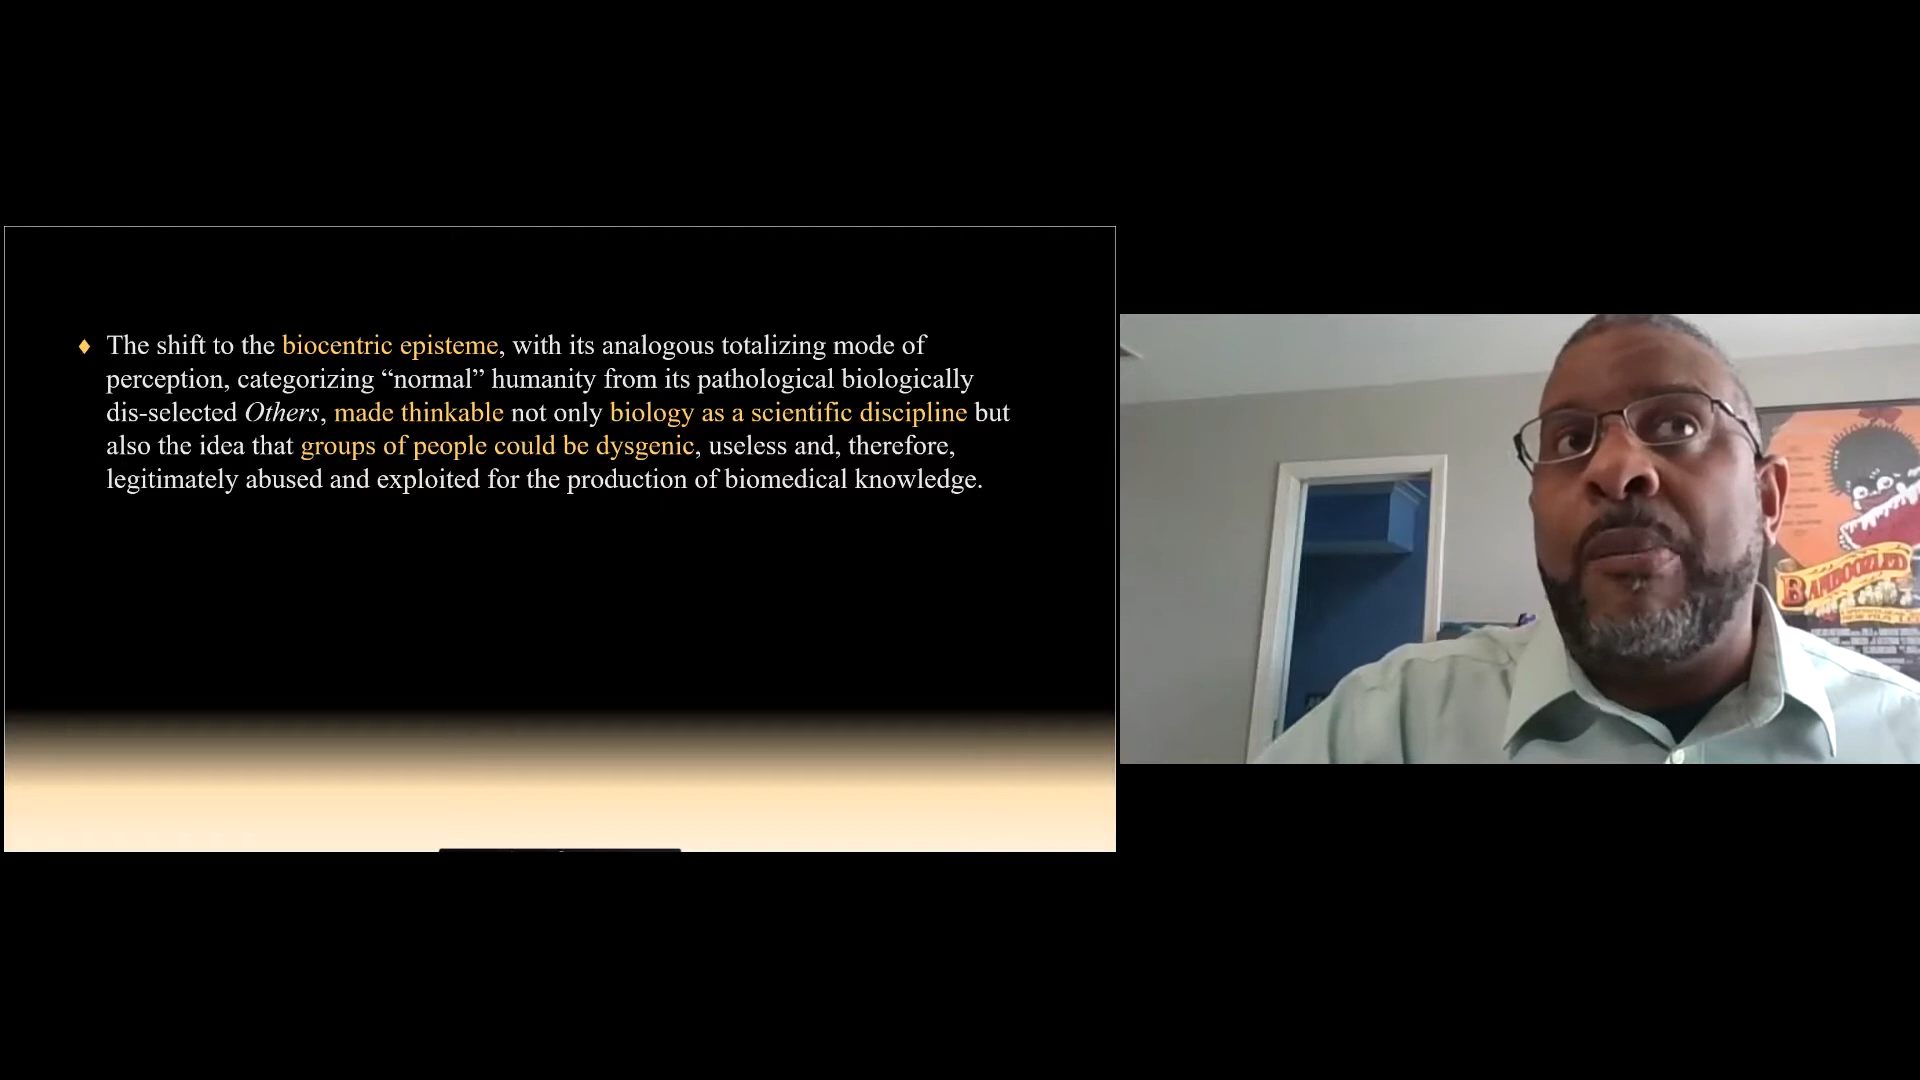 ♦ The shift to the biocentric episteme, with its analogous totalizing mode of
perception, categorizing “normal” humanity from its pathological biologically
dis-selected Others, made thinkable not only biology as a scientific discipline but
also the idea that groups of people could be dysgenic, useless and, therefore,
legitimately abused and exploited for the production of biomedical knowledge.
BAMBOOZLED